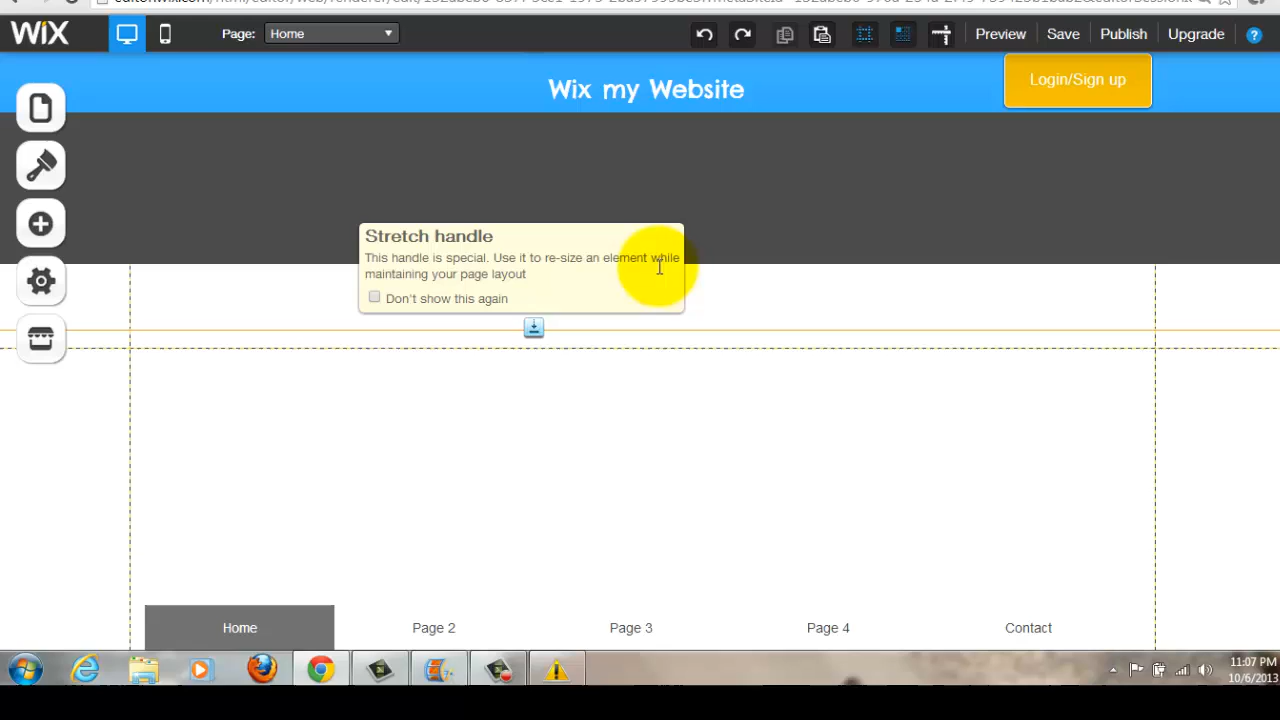 WiX Page: Home Preview Save Publish Upgrade ?
Wix my Website
Login/Sign up
Stretch handle
This handle is special. Use it to re-size an element while
maintaining your page layout
Don't show this again
Home Page 2 Page 3 Page 4 Contact
11:07 PM
10/6/2013